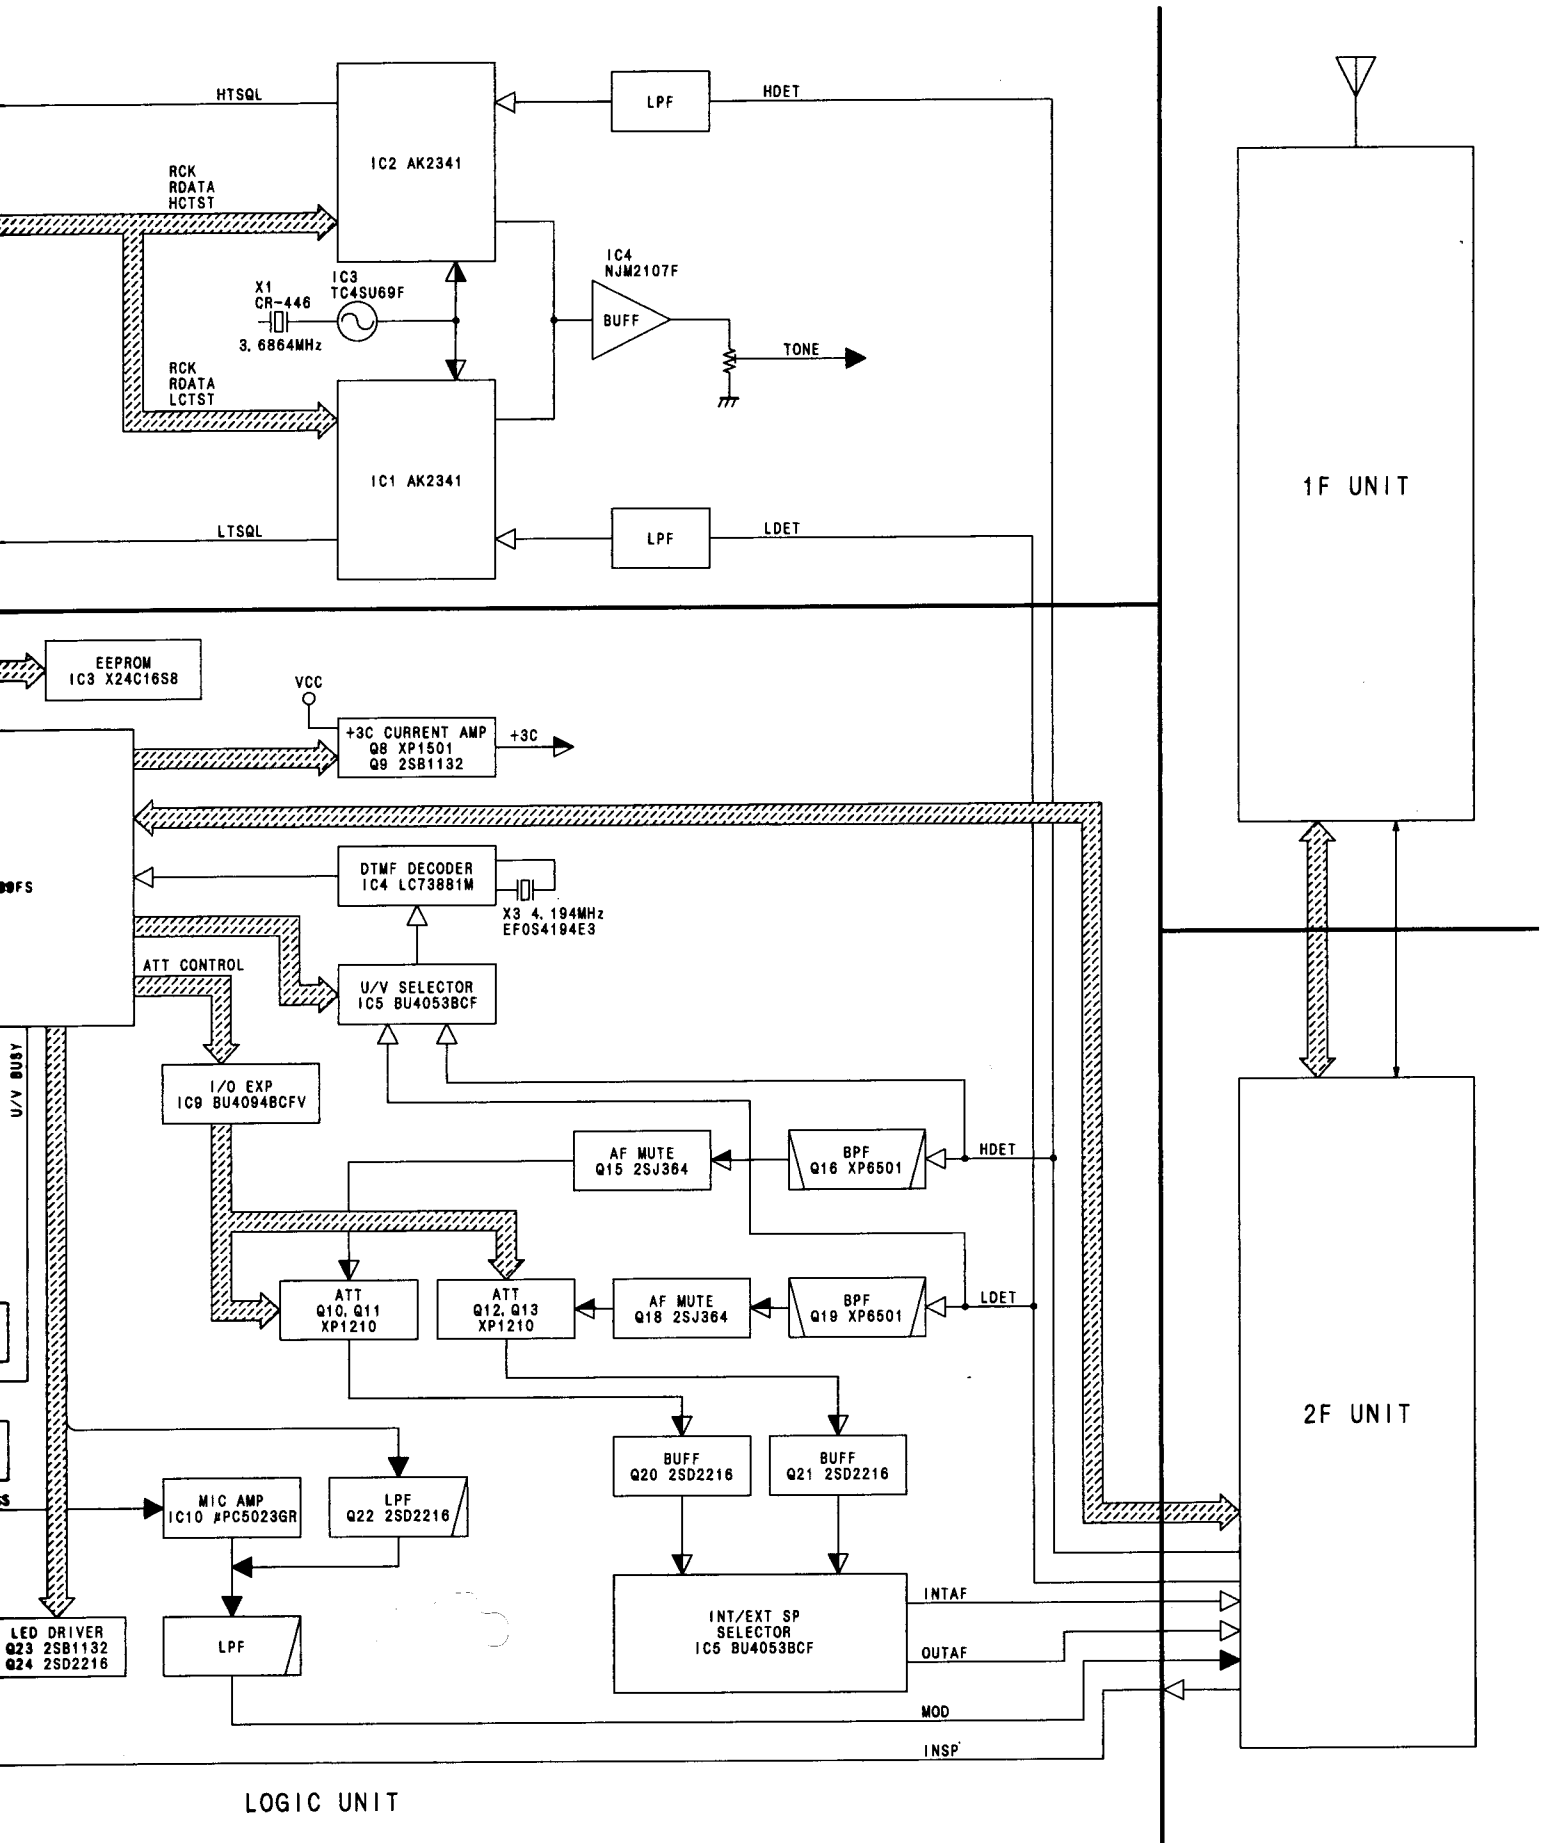 HTSQL
HDET
LPF
IC2 AK2341
RCK
RDATA
HCTST
IC4
NJM2107F
BUFF
X1
CR-446
3.6864MHz
IC3
TC4SU69F
TONE
RCK
RDATA
LCTST
IC1 AK2341
LTSQL
LPF
LDET
1F UNIT
EEPROM
IC3 X24C16S8
VCC
+3C CURRENT AMP
Q8 XP1501
Q9 2SB1132
+3C
DTMF DECODER
IC4 LC73881M
X3 4.194MHz
EFOS4194E3
ATT CONTROL
U/V SELECTOR
IC5 BU4053BCF
U/V BUSY
I/O EXP
IC9 BU4094BCFV
AF MUTE
Q15 2SJ364
BPF
Q16 XP6501
HDET
ATT
Q10,Q11
XP1210
ATT
Q12,Q13
XP1210
AF MUTE
Q18 2SJ364
BPF
Q19 XP6501
LDET
2F UNIT
BUFF
Q20 2SD2216
BUFF
Q21 2SD2216
MIC AMP
IC10 μPC5023GR
LPF
Q22 2SD2216
LED DRIVER
Q23 2SB1132
Q24 2SD2216
LPF
INT/EXT SP
SELECTOR
IC5 BU4053BCF
INTAF
OUTAF
MOD
INSP
LOGIC UNIT